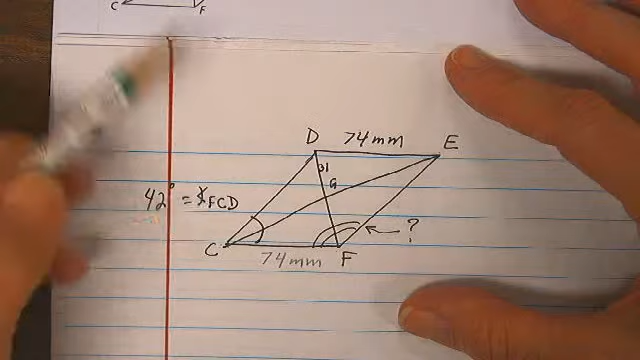 C F
D 74mm E
G
42° = ∡FCD
?
C 74mm F